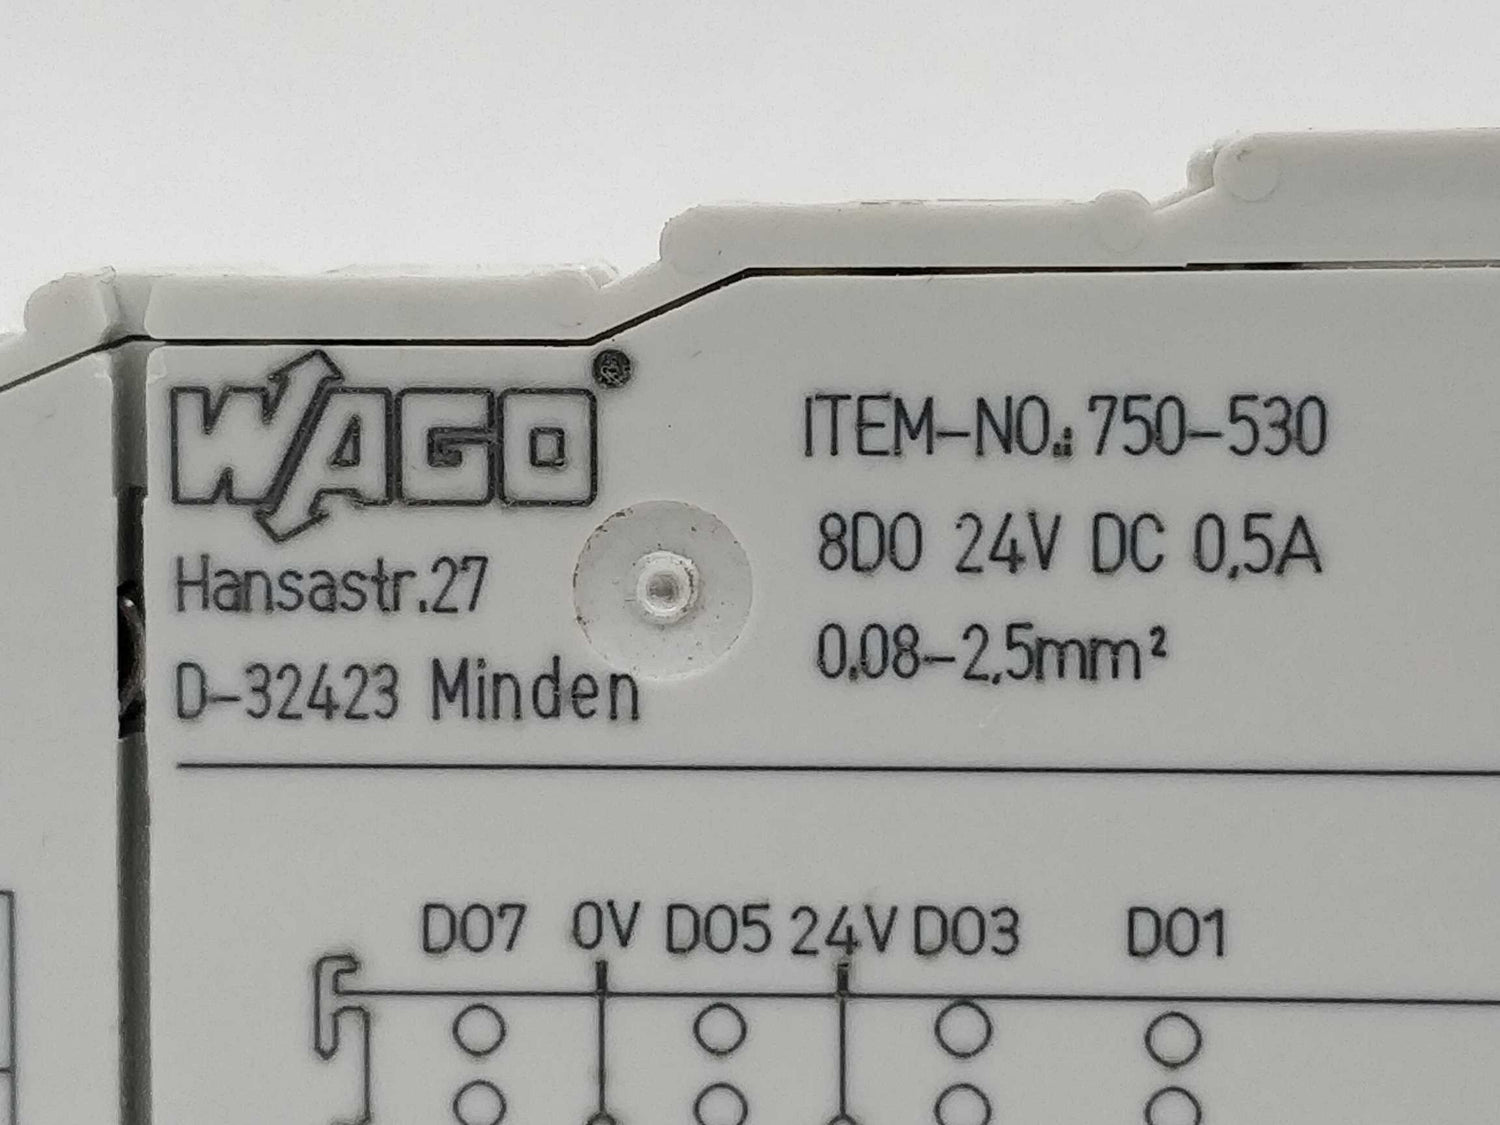 WAGO
ITEM-NO.: 750-530
8DO 24V DC 0,5A
0,08-2,5mm²
Hansastr.27
D-32423 Minden
DO7 0V DO5 24V DO3 DO1